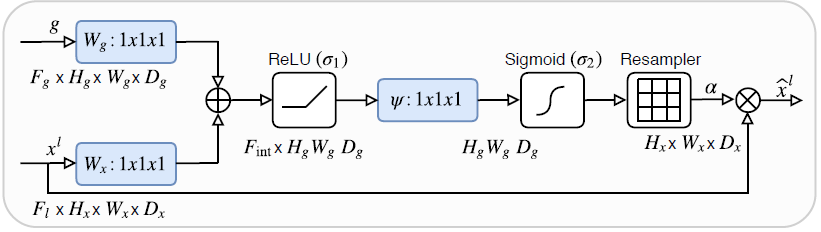 g
W_g : 1x1x1
F_g x H_g x W_g x D_g
x^l
W_x : 1x1x1
F_l x H_x x W_x x D_x
ReLU (σ_1)
F_int x H_g W_g D_g
ψ : 1x1x1
H_g W_g D_g
Sigmoid (σ_2)
Resampler
α
H_x x W_x x D_x
x̂^l